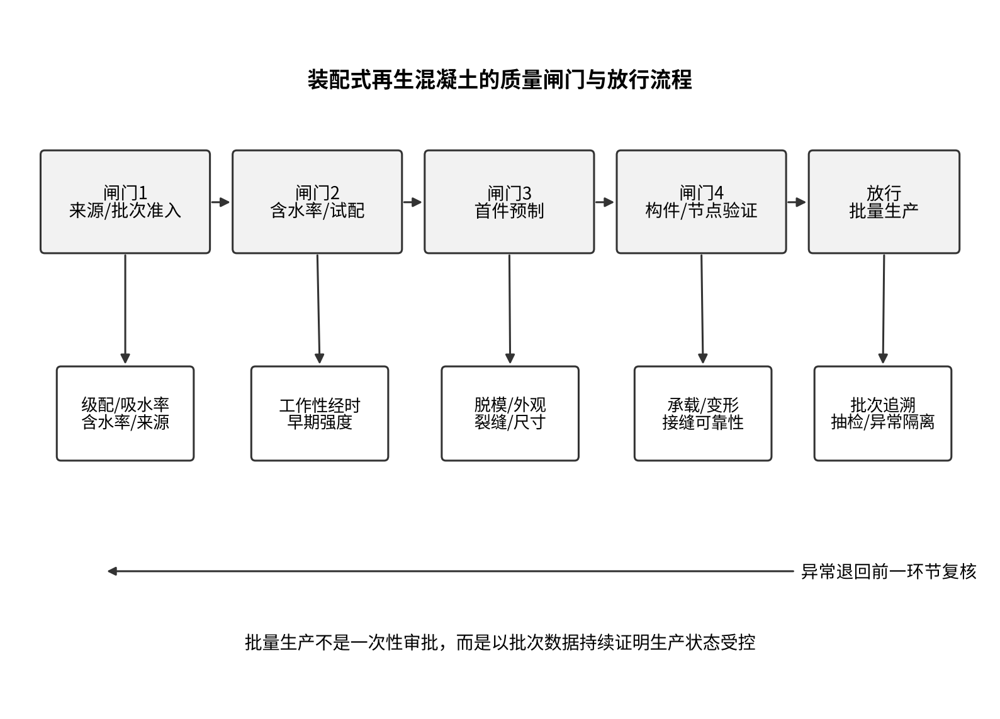 装配式再生混凝土的质量闸门与放行流程
闸门1
来源/批次准入
闸门2
含水率/试配
闸门3
首件预制
闸门4
构件/节点验证
放行
批量生产
级配/吸水率
含水率/来源
工作性经时
早期强度
脱模/外观
裂缝/尺寸
承载/变形
接缝可靠性
批次追溯
抽检/异常隔离
异常退回前一环节复核
批量生产不是一次性审批，而是以批次数据持续证明生产状态受控